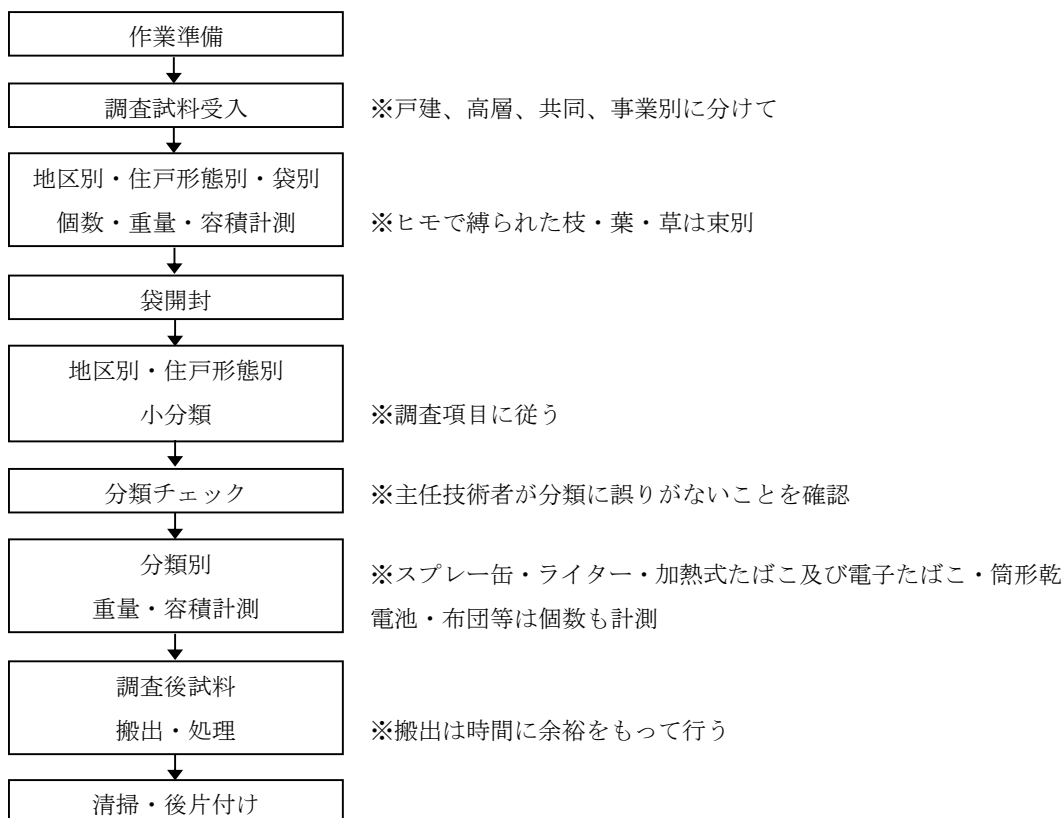 作業準備
調査試料受入
※戸建、高層、共同、事業別に分けて
地区別・住戸形態別・袋別
個数・重量・容積計測
※ヒモで縛られた枝・葉・草は束別
袋開封
地区別・住戸形態別
小分類
※調査項目に従う
分類チェック
※主任技術者が分類に誤りがないことを確認
分類別
重量・容積計測
※スプレー缶・ライター・加熱式たばこ及び電子たばこ・筒形乾
電池・布団等は個数も計測
調査後試料
搬出・処理
※搬出は時間に余裕をもって行う
清掃・後片付け